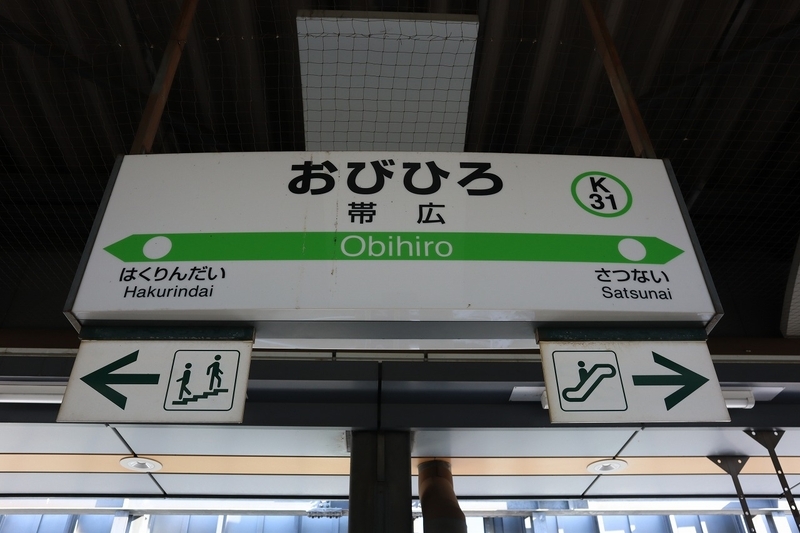 おびひろ
帯広
K
31
Obihiro
はくりんだい
Hakurindai
さつない
Satsunai